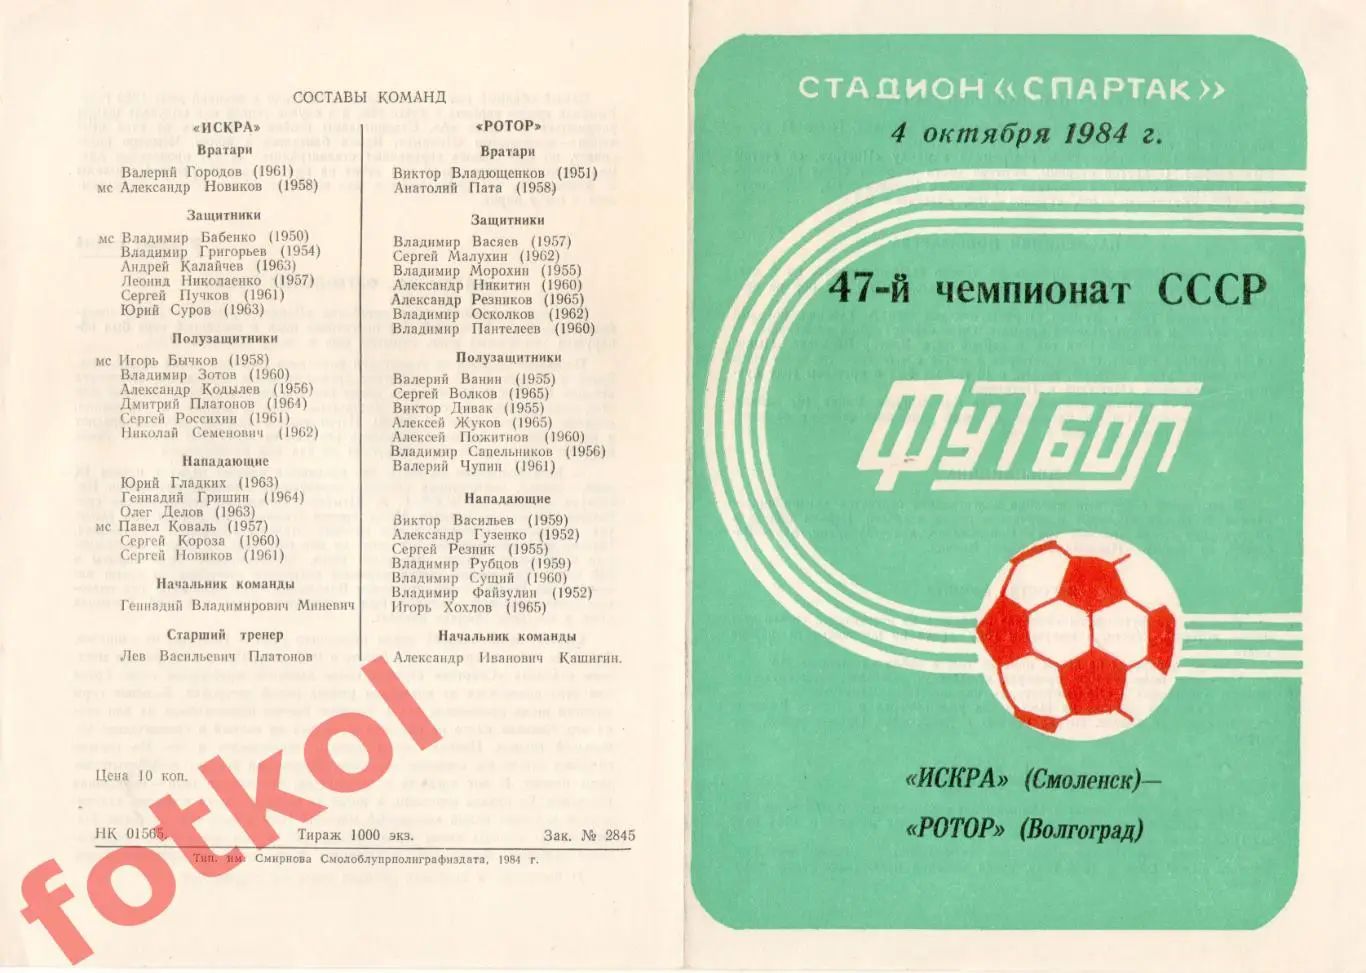 СОСТАВЫ КОМАНД
«ИСКРА»
Вратари
Валерий Городов (1961)
мс Александр Новиков (1958)
Защитники
мс Владимир Бабенко (1950)
Владимир Григорьев (1954)
Андрей Калайчев (1963)
Леонид Николаенко (1957)
Сергей Пучков (1961)
Юрий Суров (1963)
Полузащитники
мс Игорь Бычков (1958)
Владимир Зотов (1960)
Александр Кодылев (1956)
Дмитрий Платонов (1964)
Сергей Россихин (1961)
Николай Семенович (1962)
Нападающие
Юрий Гладких (1963)
Геннадий Гришин (1964)
Олег Делов (1963)
мс Павел Коваль (1957)
Сергей Короза (1960)
Сергей Новиков (1961)
Начальник команды
Геннадий Владимирович Миневич
Старший тренер
Лев Васильевич Платонов
«РОТОР»
Вратари
Виктор Владющенков (1951)
Анатолий Пата (1958)
Защитники
Владимир Васяев (1957)
Сергей Малухин (1962)
Владимир Морохин (1955)
Александр Никитин (1960)
Александр Резников (1965)
Владимир Осколков (1962)
Владимир Пантелеев (1960)
Полузащитники
Валерий Ванин (1955)
Сергей Волков (1965)
Виктор Дивак (1955)
Алексей Жуков (1965)
Алексей Пожитнов (1960)
Владимир Сапельников (1956)
Валерий Чупин (1961)
Нападающие
Виктор Васильев (1959)
Александр Гузенко (1952)
Сергей Резник (1955)
Владимир Рубцов (1959)
Владимир Сущий (1960)
Владимир Файзулин (1952)
Игорь Хохлов (1965)
Начальник команды
Александр Иванович Кашигин.
Цена 10 коп.
НК 01565. Тираж 1000 экз. Зак. № 2845
Тип. им. Смирнова Смолоблуprполиграфиздата, 1984 г.
fotkol
СТАДИОН «СПАРТАК»
4 октября 1984 г.
47-й чемпионат СССР
ФУТБОЛ
«ИСКРА» (Смоленск)—
«РОТОР» (Волгоград)